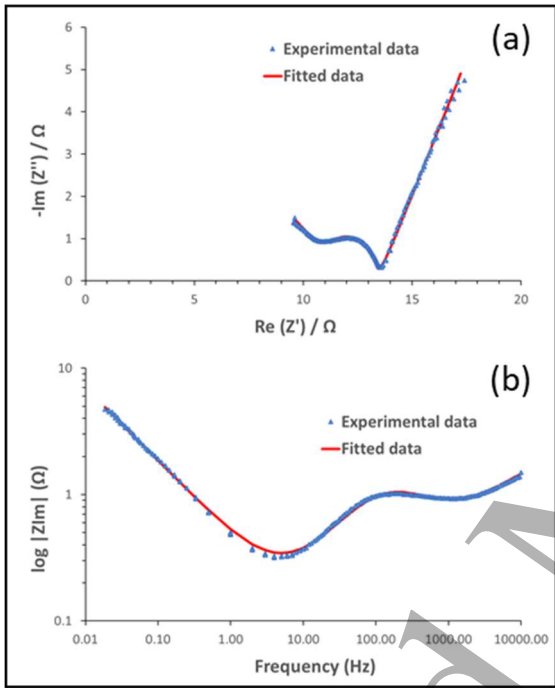 (a)
Experimental data
Fitted data
6
5
4
3
2
1
0
-Im (Z'') / Ω
0 5 10 15 20
Re (Z') / Ω
(b)
Experimental data
Fitted data
10
1
0.1
log |ZIm| (Ω)
0.01 0.10 1.00 10.00 100.00 1000.00 10000.00
Frequency (Hz)